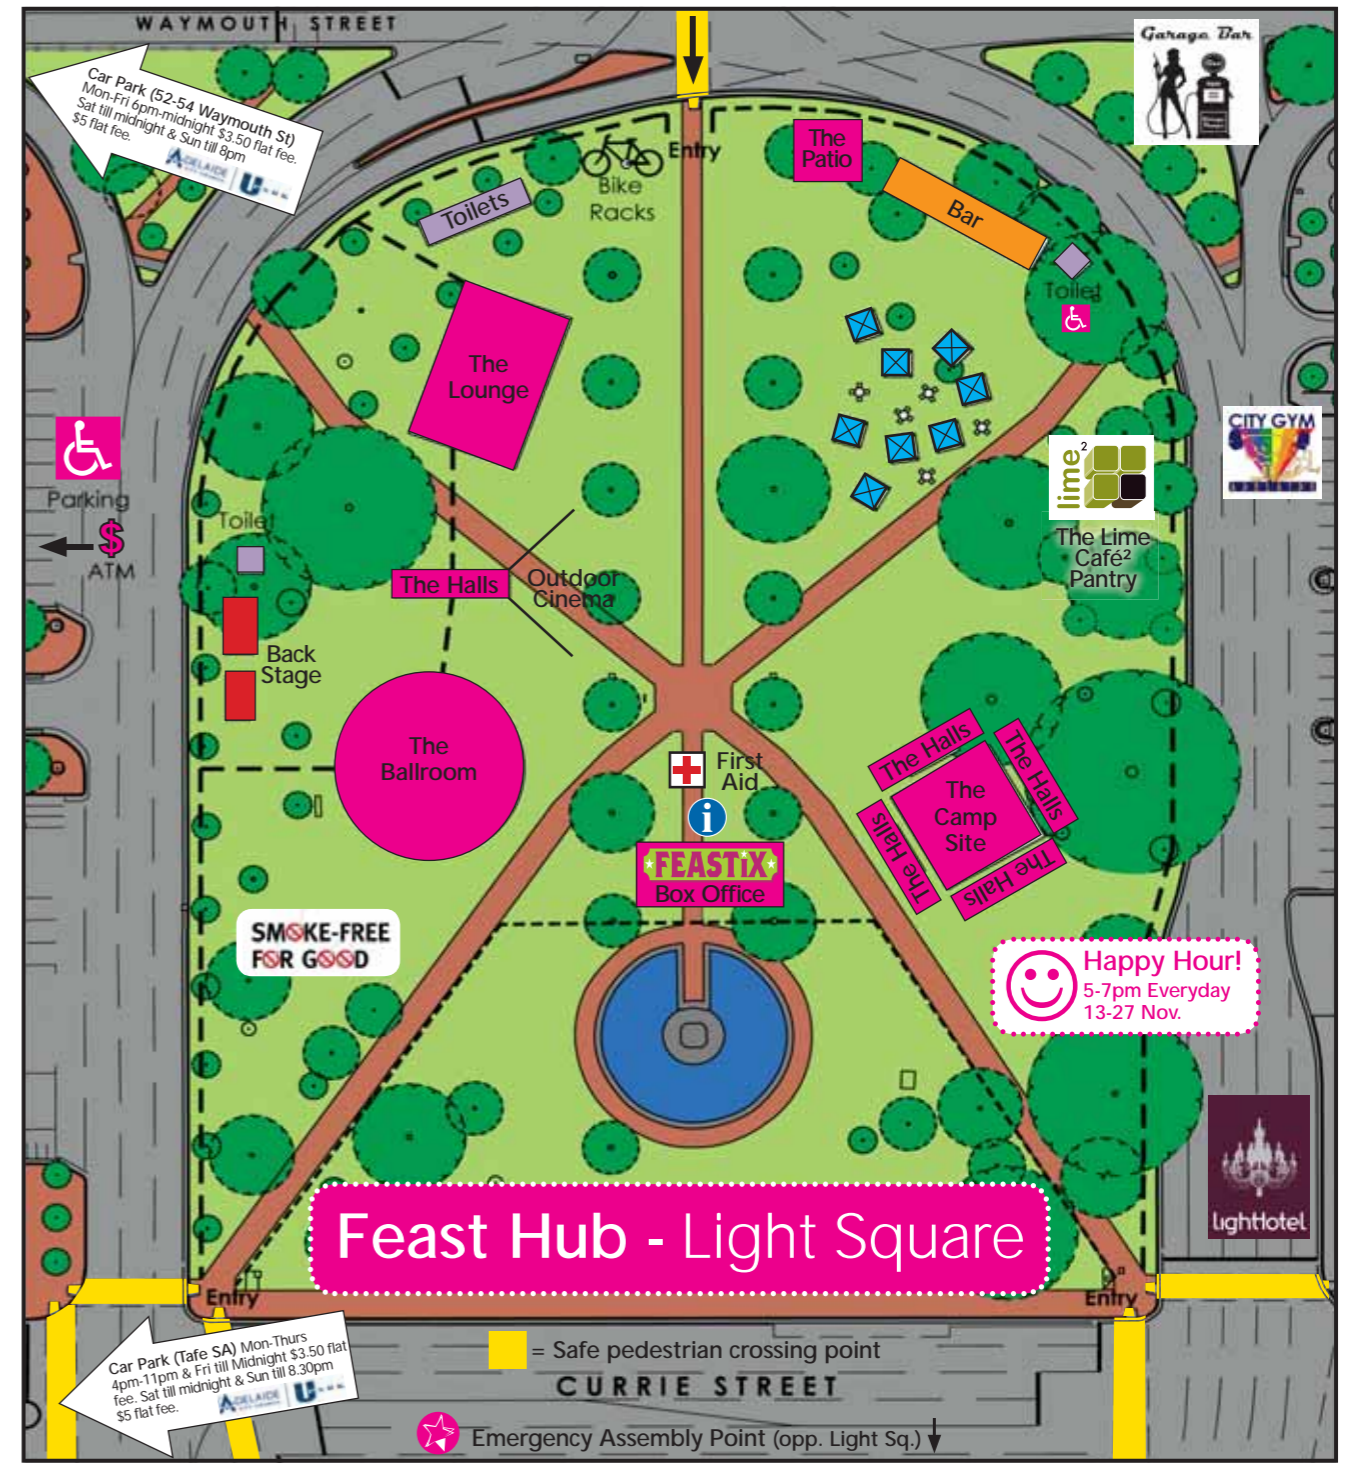 WAYMOUTH STREET
Garage Bar
Car Park (52-54 Waymouth St)
Mon-Fri 6pm-midnight $3.50 flat fee.
Sat till midnight & Sun till 8pm
$5 flat fee.
ADELAIDE
Entry
Bike
Racks
Toilets
The
Patio
Bar
Toilet
The
Lounge
CITY GYM
lime²
The Lime
Café²
Pantry
Parking
$
ATM
Toilet
The Halls
Outdoor
Cinema
Back
Stage
The
Ballroom
First
Aid
i
FEASTiX
Box Office
The Halls
The Halls
The
Camp
Site
The Halls
The Halls
SMOKE-FREE
FOR GOOD
Happy Hour!
5-7pm Everyday
13-27 Nov.
lightHotel
Feast Hub - Light Square
Entry
Entry
Car Park (Tafe SA) Mon-Thurs
4pm-11pm & Fri till Midnight $3.50 flat
fee. Sat till midnight & Sun till 8.30pm
$5 flat fee.
ADELAIDE
= Safe pedestrian crossing point
CURRIE STREET
Emergency Assembly Point (opp. Light Sq.)